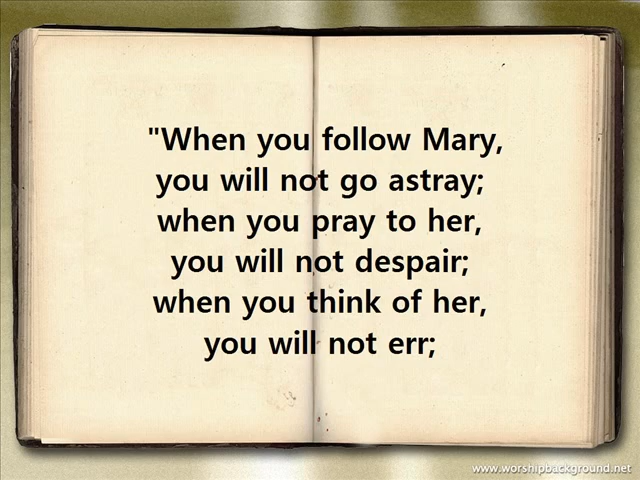 "When you follow Mary,
you will not go astray;
when you pray to her,
you will not despair;
when you think of her,
you will not err;
www.worshipbackground.net